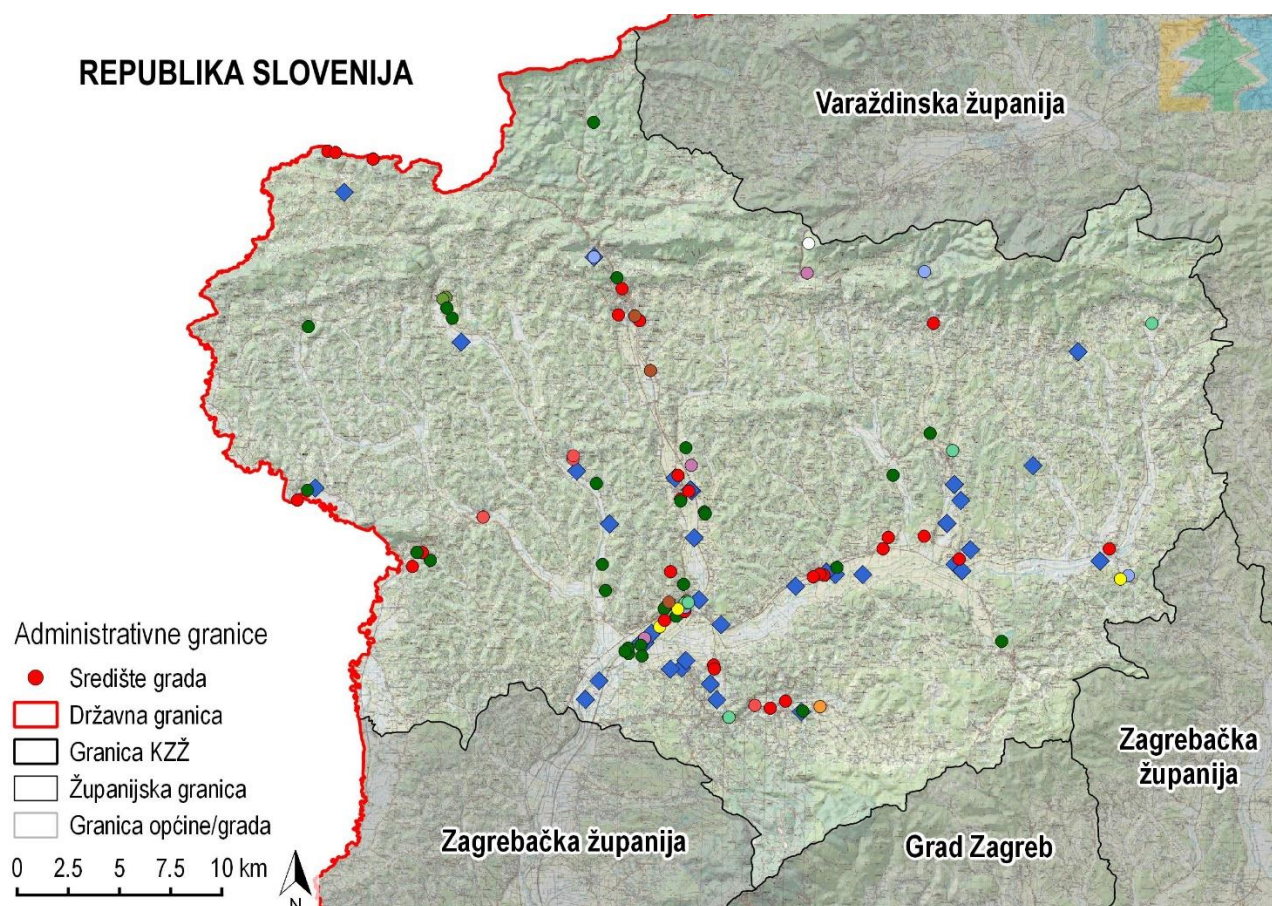 REPUBLIKA SLOVENIJA
Varaždinska županija
Administrativne granice
Središte grada
Državna granica
Granica KZŽ
Županijska granica
Granica općine/grada
0 2.5 5 7.5 10 km
N
Zagrebačka županija
Grad Zagreb
Zagrebačka
županija